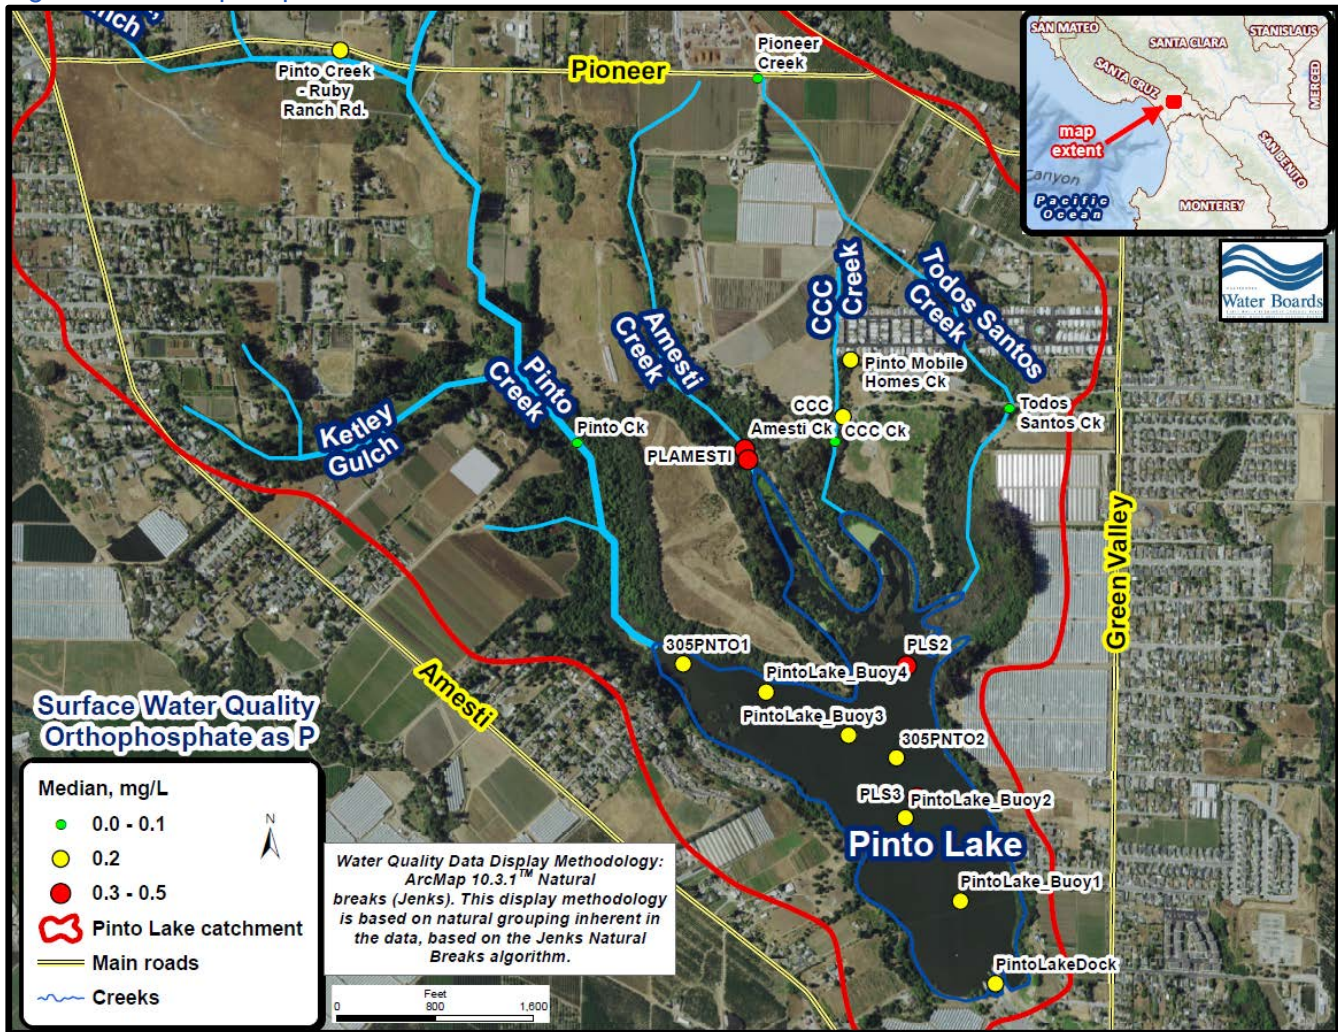 Ranch
Pinto Creek
- Ruby
Ranch Rd.
Pioneer
Pioneer
Creek
SAN MATEO
SANTA CLARA
STANISLAUS
SANTA CRUZ
MERCED
map
extent
Canyon
SAN BENITO
Pacific
Ocean
MONTEREY
Water Boards
CCC
Creek
Todos Santos
Creek
Amesti
Creek
Pinto
Creek
Ketley
Gulch
Pinto Mobile
Homes Ck
CCC
Amesti Ck
CCC Ck
Todos
Santos Ck
Pinto Ck
PLAMESTI
Green Valley
305PNTO1
PLS2
PintoLake_Buoy4
PintoLake_Buoy3
305PNTO2
PLS3
PintoLake_Buoy2
Pinto Lake
PintoLake_Buoy1
PintoLakeDock
Amesti
Surface Water Quality
Orthophosphate as P
Median, mg/L
0.0 - 0.1
0.2
0.3 - 0.5
Pinto Lake catchment
Main roads
Creeks
N
Water Quality Data Display Methodology:
ArcMap 10.3.1™ Natural
breaks (Jenks). This display methodology
is based on natural grouping inherent in
the data, based on the Jenks Natural
Breaks algorithm.
Feet
0 800 1,600